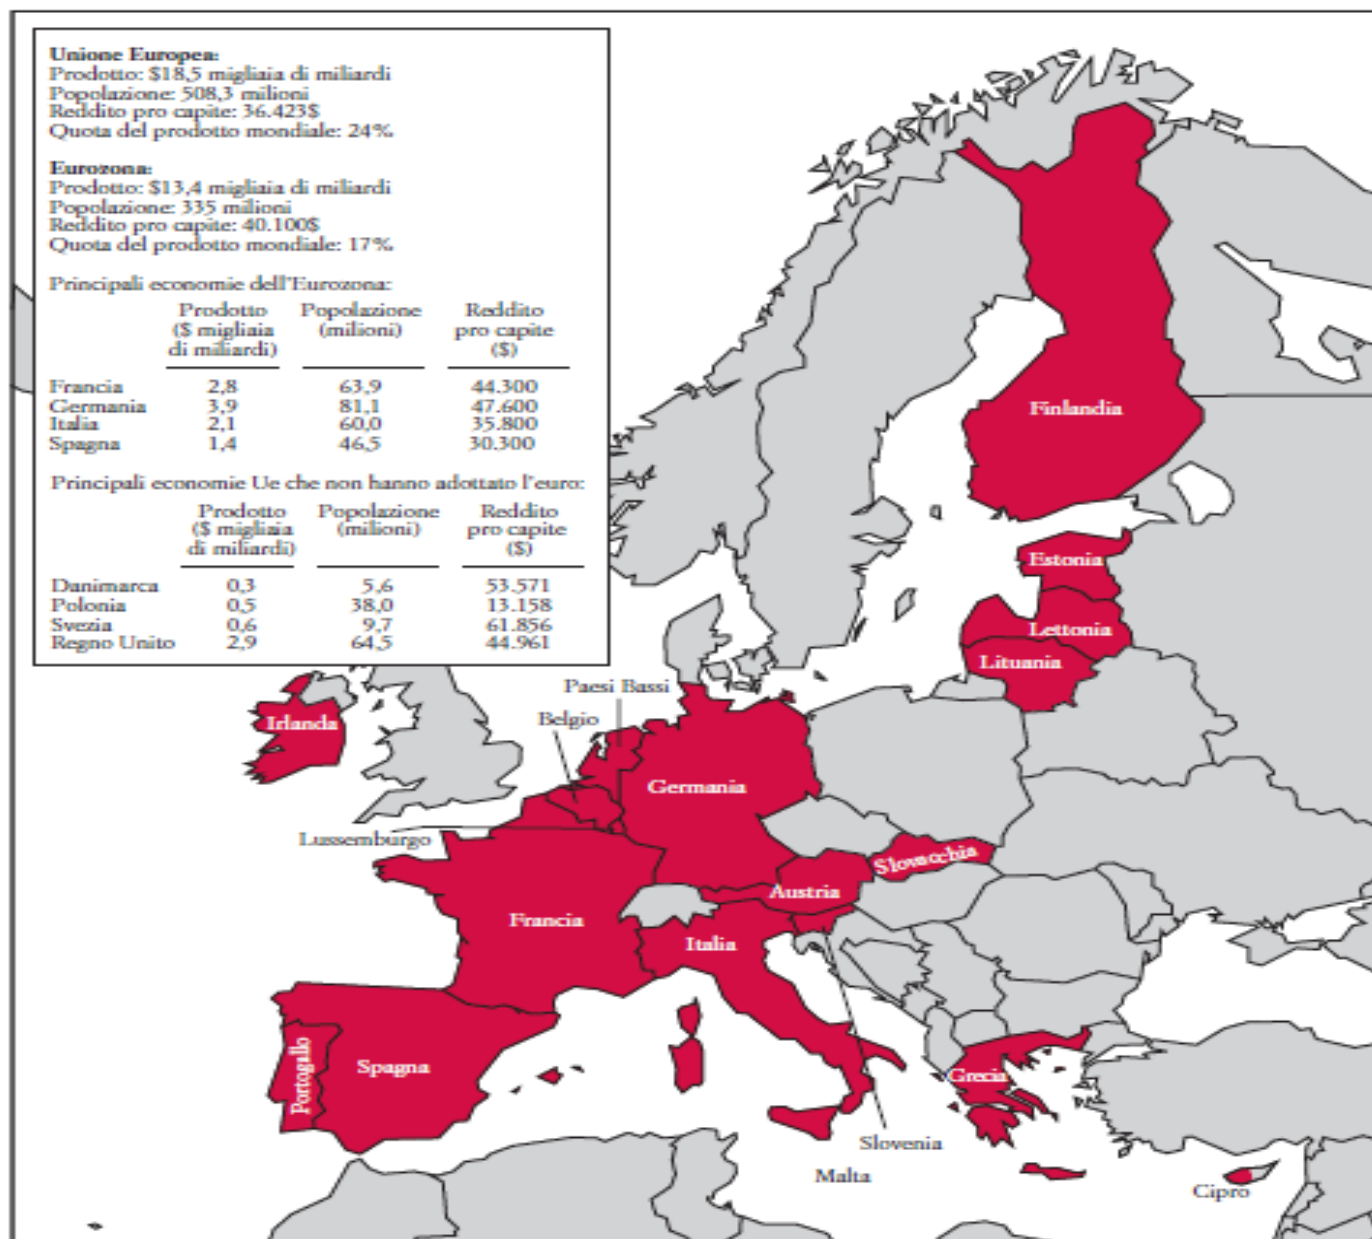 Unione Europea:
Prodotto: $18,5 migliaia di miliardi
Popolazione: 508,3 milioni
Reddito pro capite: 36.423$
Quota del prodotto mondiale: 24%
Eurozona:
Prodotto: $13,4 migliaia di miliardi
Popolazione: 335 milioni
Reddito pro capite: 40.100$
Quota del prodotto mondiale: 17%
Principali economie dell'Eurozona:
Prodotto Popolazione Reddito
($ migliaia (milioni) pro capite
di miliardi) ($)
Francia 2,8 63,9 44.300
Germania 3,9 81,1 47.600
Italia 2,1 60,0 35.800
Spagna 1,4 46,5 30.300
Principali economie Ue che non hanno adottato l'euro:
Prodotto Popolazione Reddito
($ migliaia (milioni) pro capite
di miliardi) ($)
Danimarca 0,3 5,6 53.571
Polonia 0,5 38,0 13.158
Svezia 0,6 9,7 61.856
Regno Unito 2,9 64,5 44.961
Finlandia
Estonia
Lettonia
Lituania
Paesi Bassi
Belgio
Irlanda
Germania
Lussemburgo
Slovacchia
Austria
Francia
Italia
Portogallo
Spagna
Grecia
Slovenia
Malta
Cipro